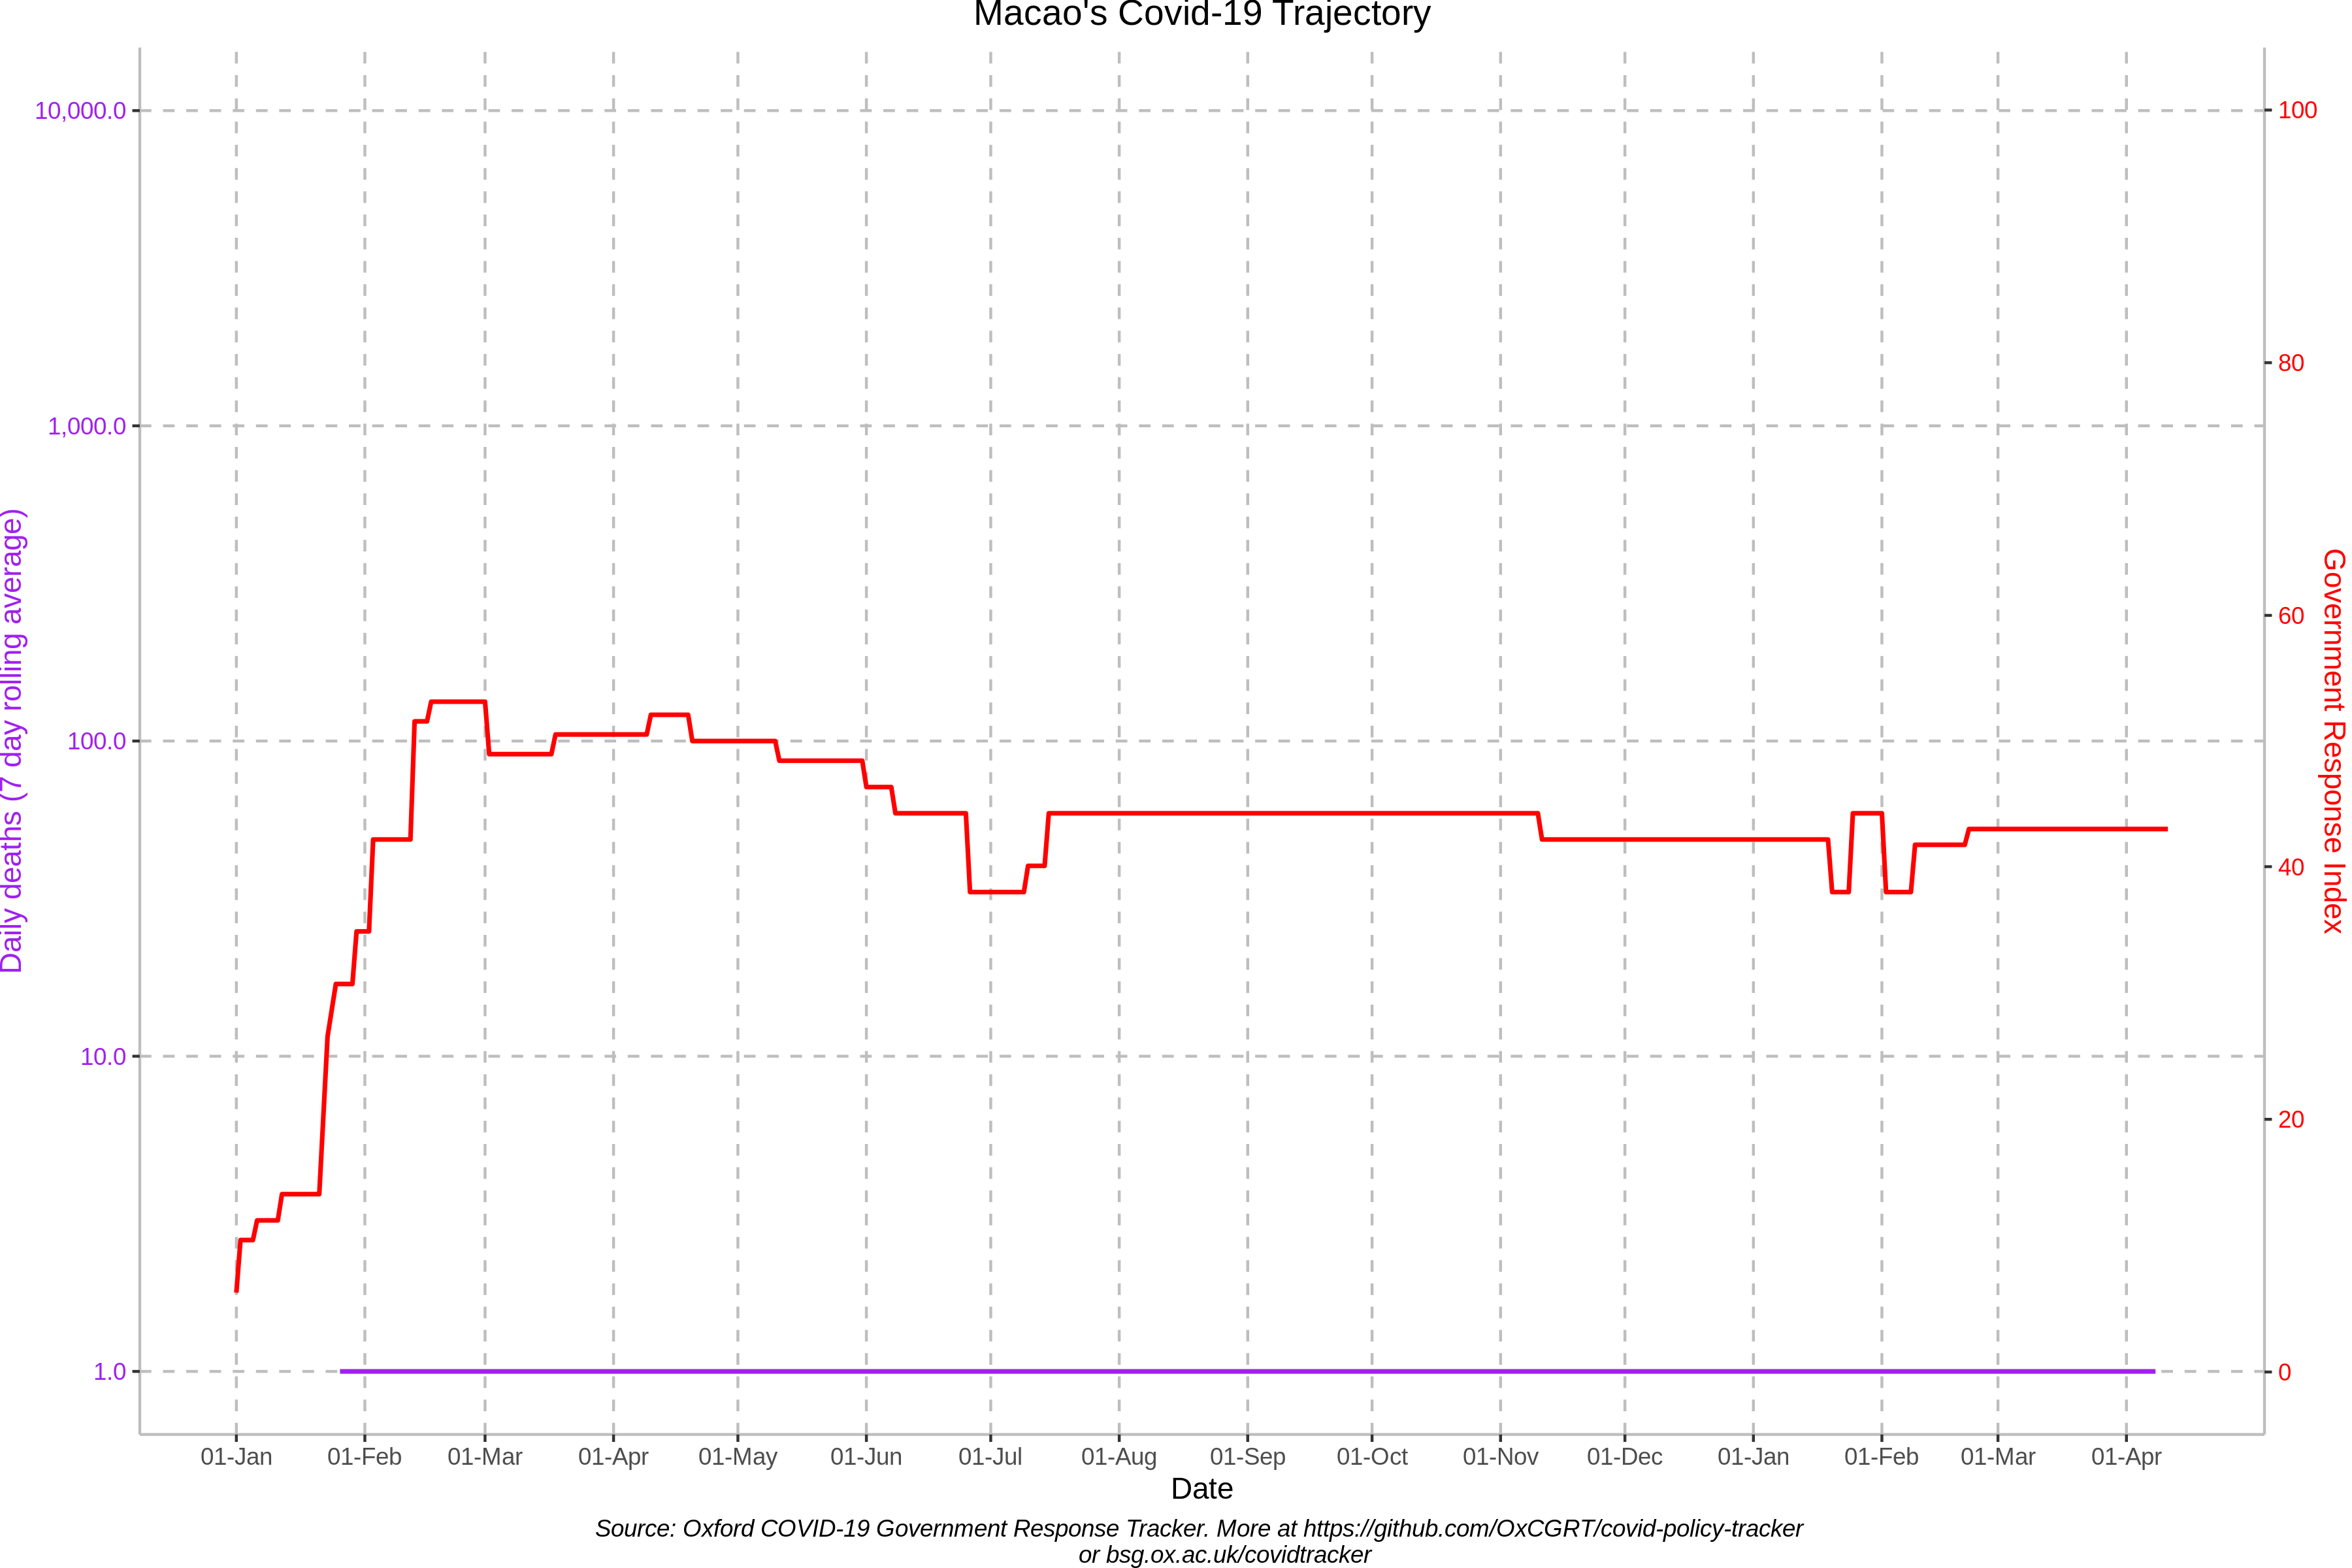 Macao's Covid-19 Trajectory
10,000.0
1,000.0
100.0
10.0
1.0
Daily deaths (7 day rolling average)
100
80
60
40
20
0
Government Response Index
01-Jan
01-Feb
01-Mar
01-Apr
01-May
01-Jun
01-Jul
01-Aug
01-Sep
01-Oct
01-Nov
01-Dec
01-Jan
01-Feb
01-Mar
01-Apr
Date
Source: Oxford COVID-19 Government Response Tracker. More at https://github.com/OxCGRT/covid-policy-tracker
or bsg.ox.ac.uk/covidtracker